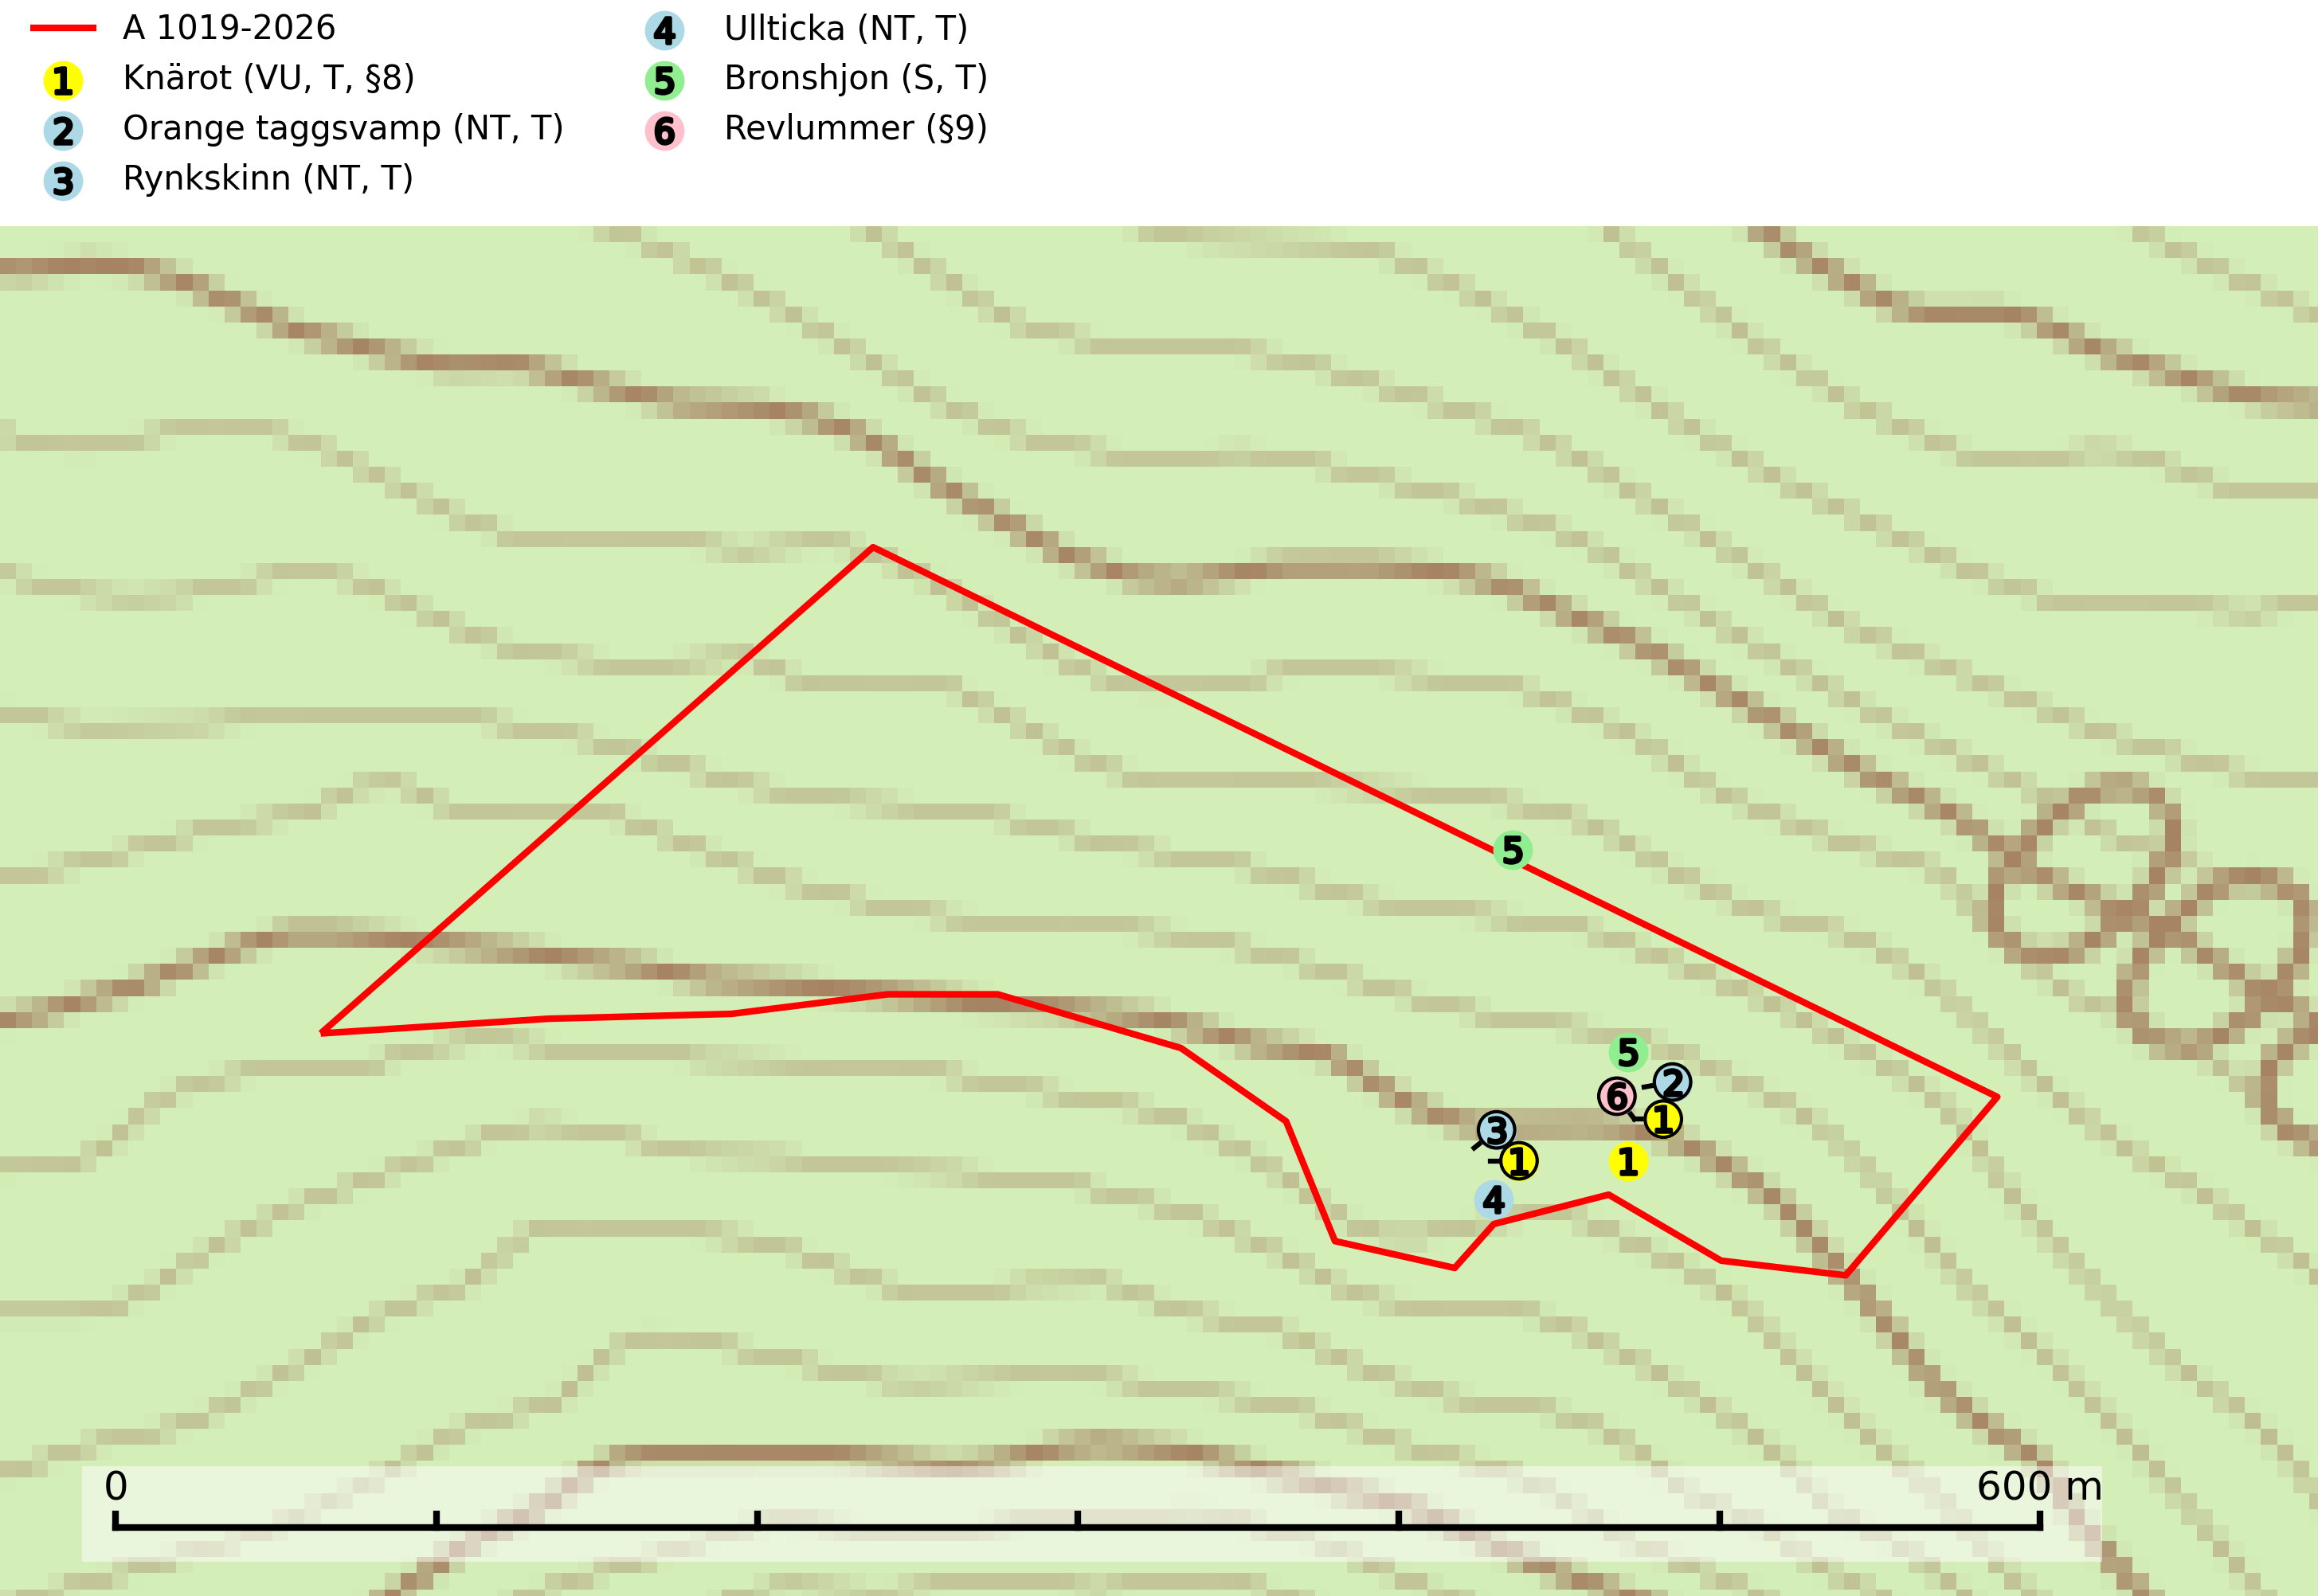 A 1019-2026
1 Knärot (VU, T, §8)
2 Orange taggsvamp (NT, T)
3 Rynkskinn (NT, T)
4 Ullticka (NT, T)
5 Bronshjon (S, T)
6 Revlummer (§9)
5
5
2
6
1
3
1
1
4
0 600 m